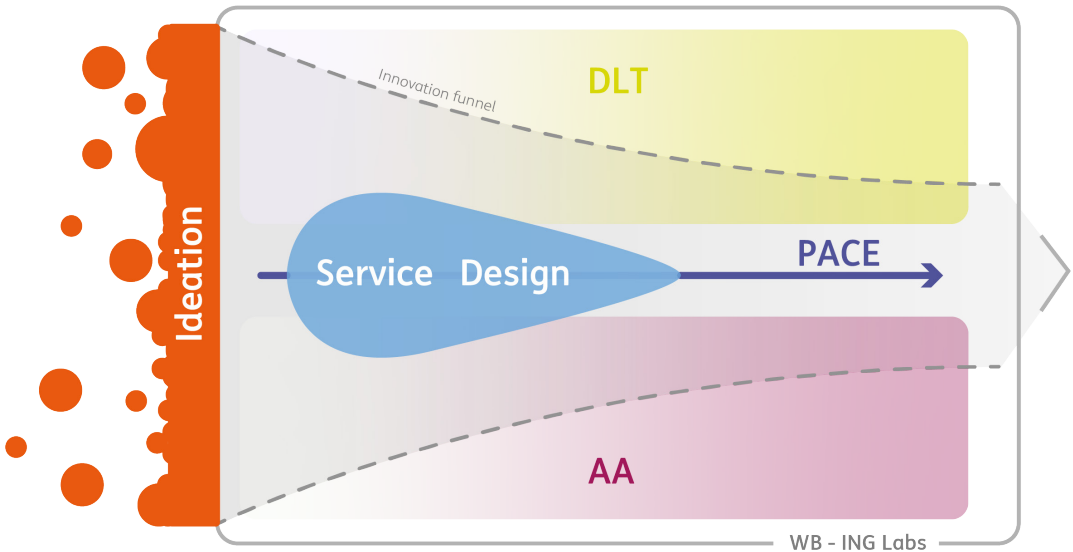 DLT
Innovation funnel
Ideation
PACE
Service Design
AA
WB - ING Labs